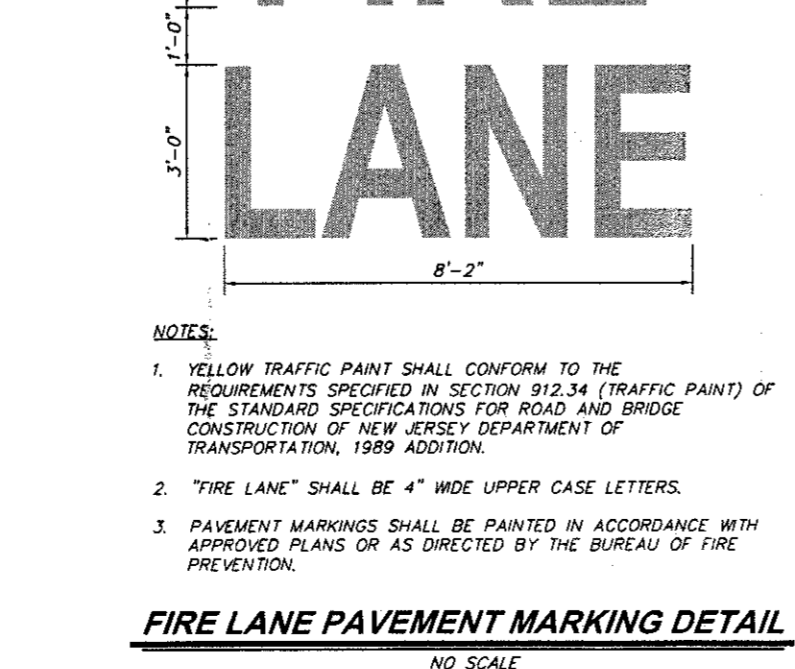 1'-0"
LANE
3'-0"
8'-2"
NOTES:
1. YELLOW TRAFFIC PAINT SHALL CONFORM TO THE
REQUIREMENTS SPECIFIED IN SECTION 912.34 (TRAFFIC PAINT) OF
THE STANDARD SPECIFICATIONS FOR ROAD AND BRIDGE
CONSTRUCTION OF NEW JERSEY DEPARTMENT OF
TRANSPORTATION, 1989 ADDITION.
2. "FIRE LANE" SHALL BE 4" WIDE UPPER CASE LETTERS.
3. PAVEMENT MARKINGS SHALL BE PAINTED IN ACCORDANCE WITH
APPROVED PLANS OR AS DIRECTED BY THE BUREAU OF FIRE
PREVENTION.
FIRE LANE PAVEMENT MARKING DETAIL
NO SCALE